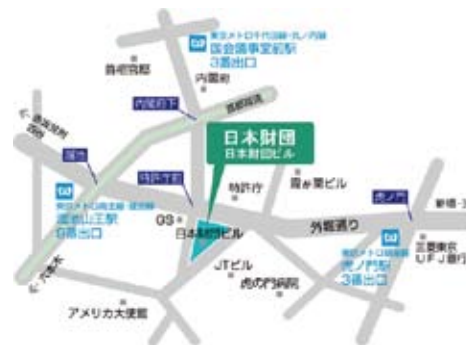 東京メトロ千代田線・丸ノ内線
国会議事堂前駅
3番出口
首相官邸
内閣府
内閣府下
首都高速
日本財団
日本財団ビル
溜池
特許庁前
特許庁
霞が関ビル
虎ノ門
東京メトロ南北線・銀座線
溜池山王駅
GS
日本財団ビル
外堀通り
新橋
東京メトロ銀座線
虎ノ門駅
3番出口
三菱東京
UFJ銀行
六本木
JTビル
虎の門病院
アメリカ大使館